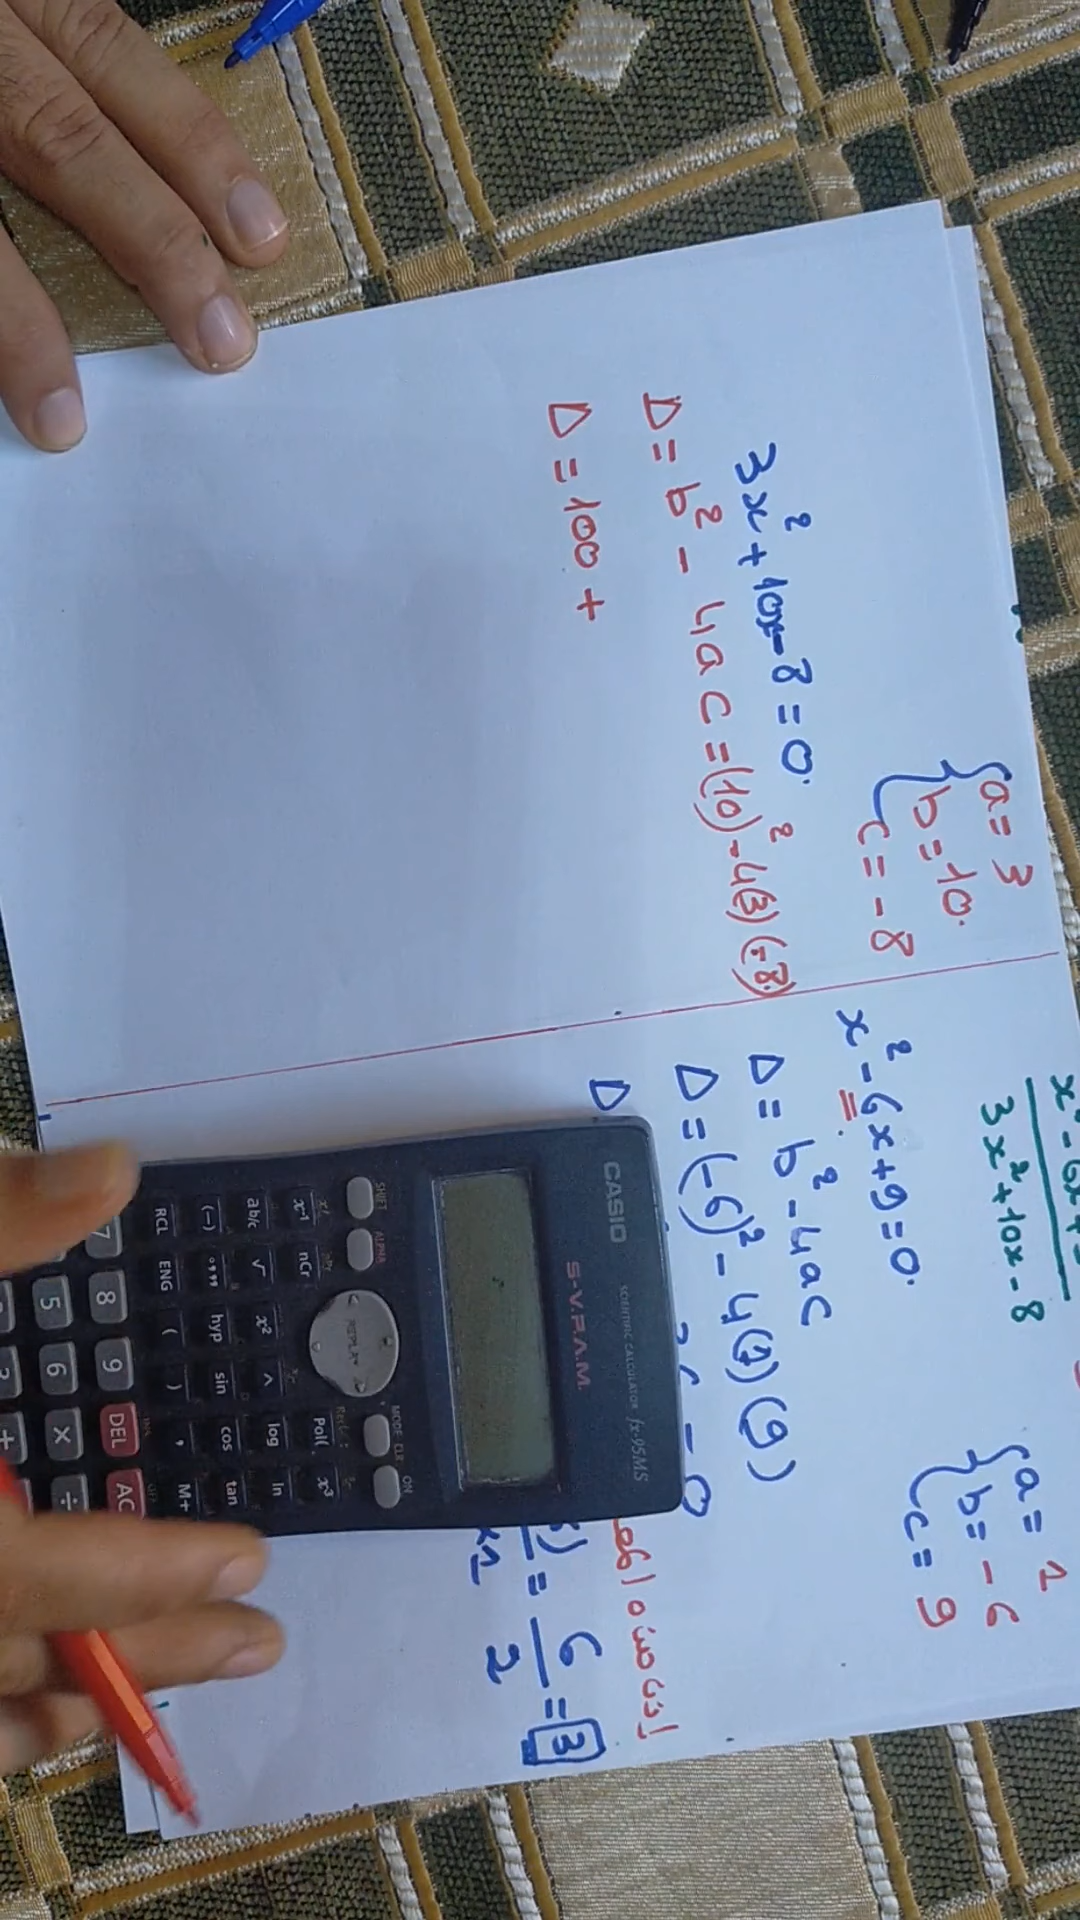 3x² + 10x - 8 = 0.
{ a = 3
b = 10.
c = - 8
Δ = b² - 4ac = (10)² - 4(3)(-8)
Δ = 100 +
3x² + 10x - 8
x² - 6x + 9 = 0.
{ a = 1
b = - 6
c = 9
Δ = b² - 4ac
Δ = (-6)² - 4(1)(9)
Δ
= 6/2 = 3
CASIO
SCIENTIFIC CALCULATOR fx-95MS
S-V.P.A.M.
SHIFT ALPHA REPLAY MODE CLR ON
x⁻¹ nCr Pol( x³
ab/c √ x² ^ log ln
(-) °,,, hyp sin cos tan
RCL ENG ( ) , M+
7 8 9 DEL AC
5 6 × ÷
+